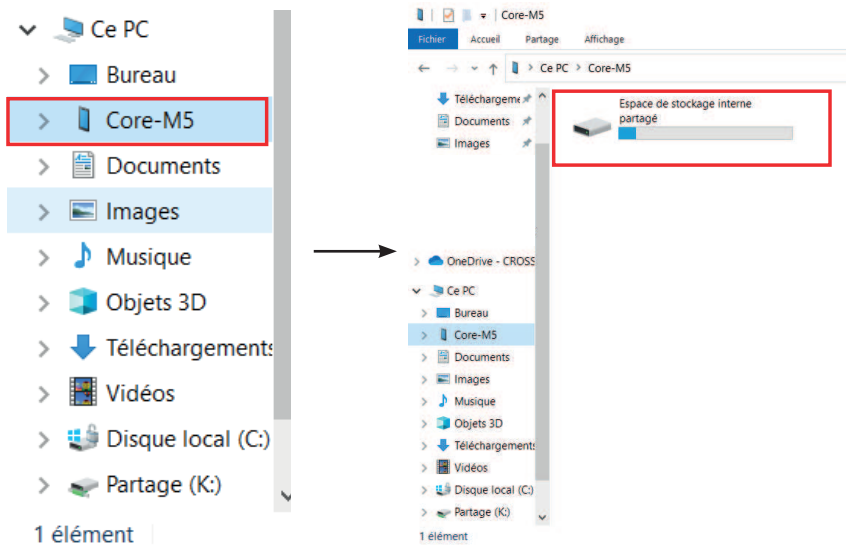 Ce PC
Bureau
Core-M5
Documents
Images
Musique
Objets 3D
Téléchargements
Vidéos
Disque local (C:)
Partage (K:)
1 élément
Core-M5
Fichier Accueil Partage Affichage
Ce PC > Core-M5
Téléchargeme
Documents
Images
Espace de stockage interne
partagé
OneDrive - CROSS
Ce PC
Bureau
Core-M5
Documents
Images
Musique
Objets 3D
Téléchargements
Vidéos
Disque local (C:)
Partage (K:)
1 élément